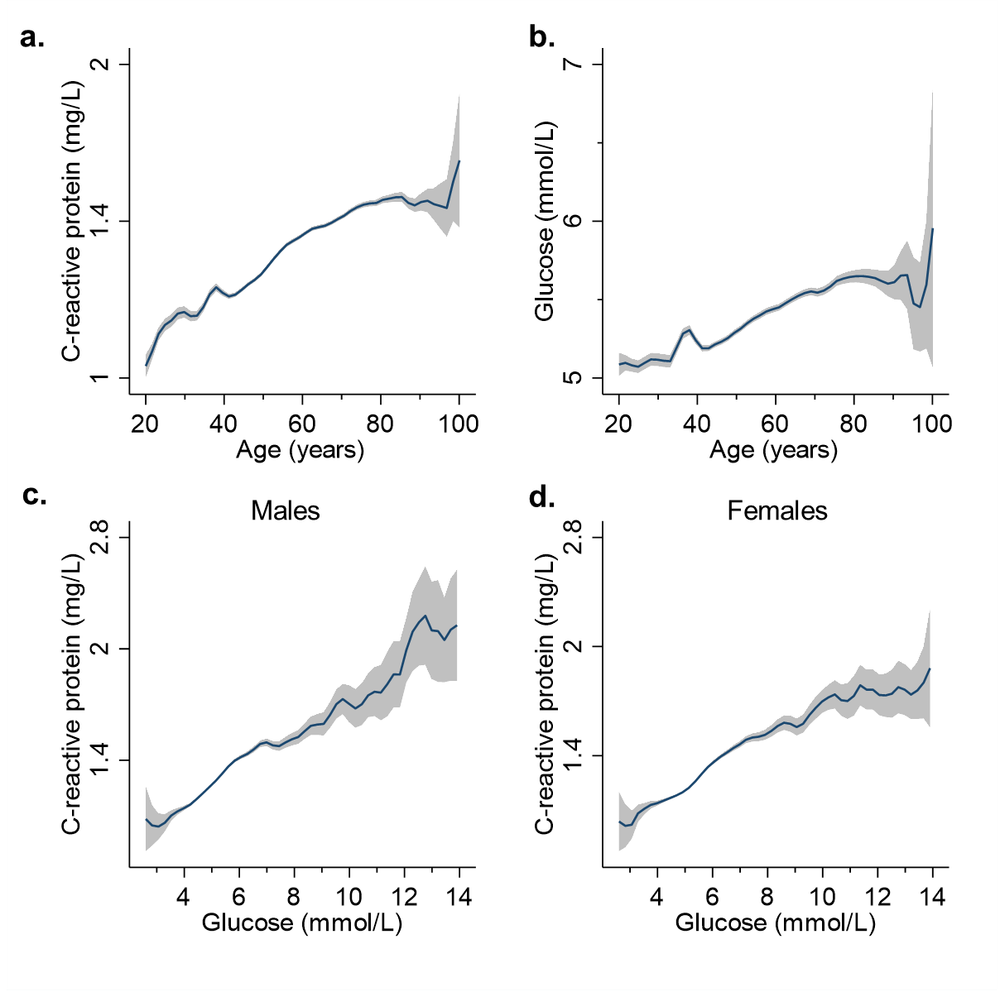 a.
C-reactive protein (mg/L)
2
1.4
1
20 40 60 80 100
Age (years)
b.
Glucose (mmol/L)
7
6
5
20 40 60 80 100
Age (years)
c.
Males
C-reactive protein (mg/L)
2.8
2
1.4
4 6 8 10 12 14
Glucose (mmol/L)
d.
Females
C-reactive protein (mg/L)
2.8
2
1.4
4 6 8 10 12 14
Glucose (mmol/L)